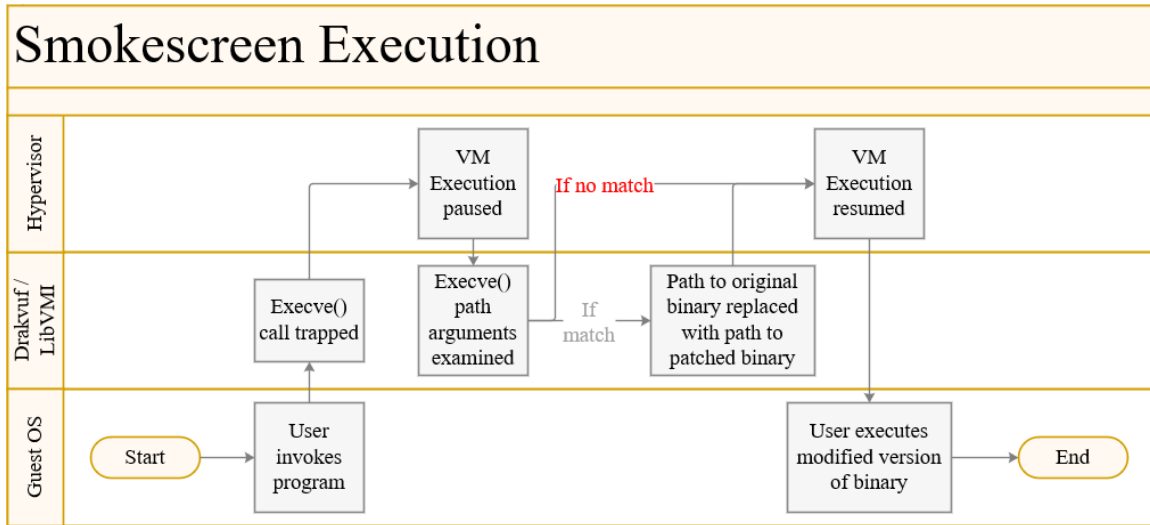 Smokescreen Execution
Hypervisor
VM
Execution
paused
If no match
VM
Execution
resumed
Drakvuf /
LibVMI
Execve()
call trapped
Execve()
path
arguments
examined
If
match
Path to original
binary replaced
with path to
patched binary
Guest OS
Start
User
invokes
program
User executes
modified version
of binary
End